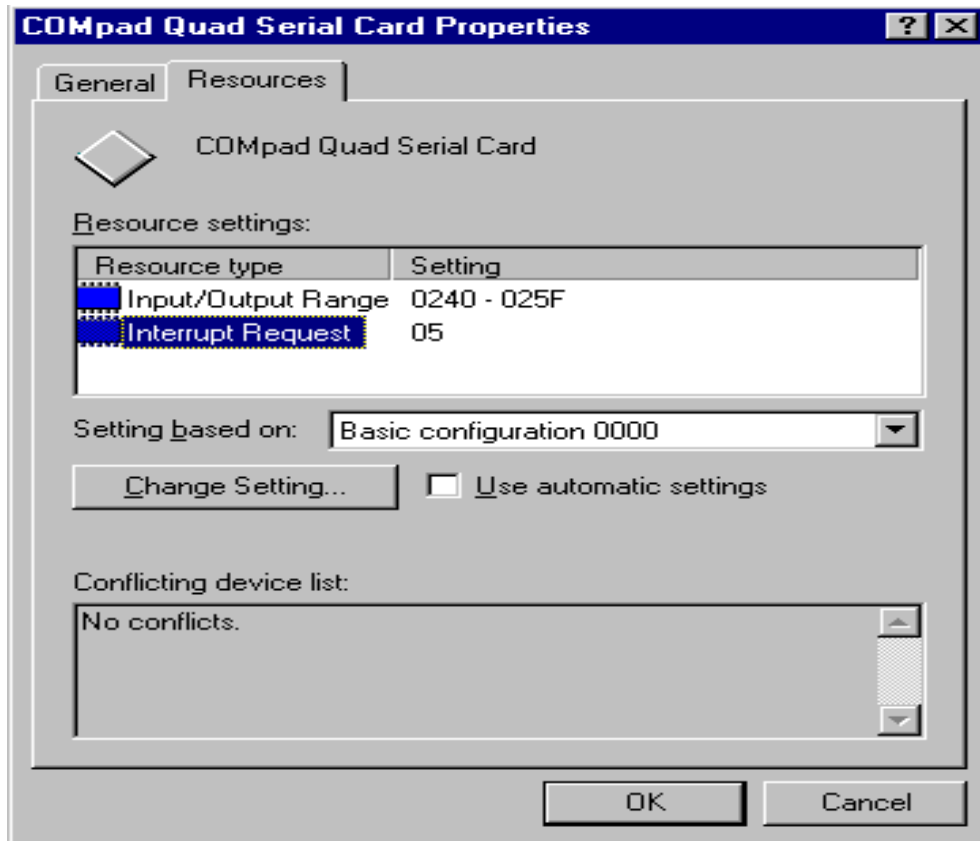 COMpad Quad Serial Card Properties
General
Resources
COMpad Quad Serial Card
Resource settings:
Resource type Setting
Input/Output Range 0240 - 025F
Interrupt Request 05
Setting based on: Basic configuration 0000
Change Setting... Use automatic settings
Conflicting device list:
No conflicts.
OK Cancel